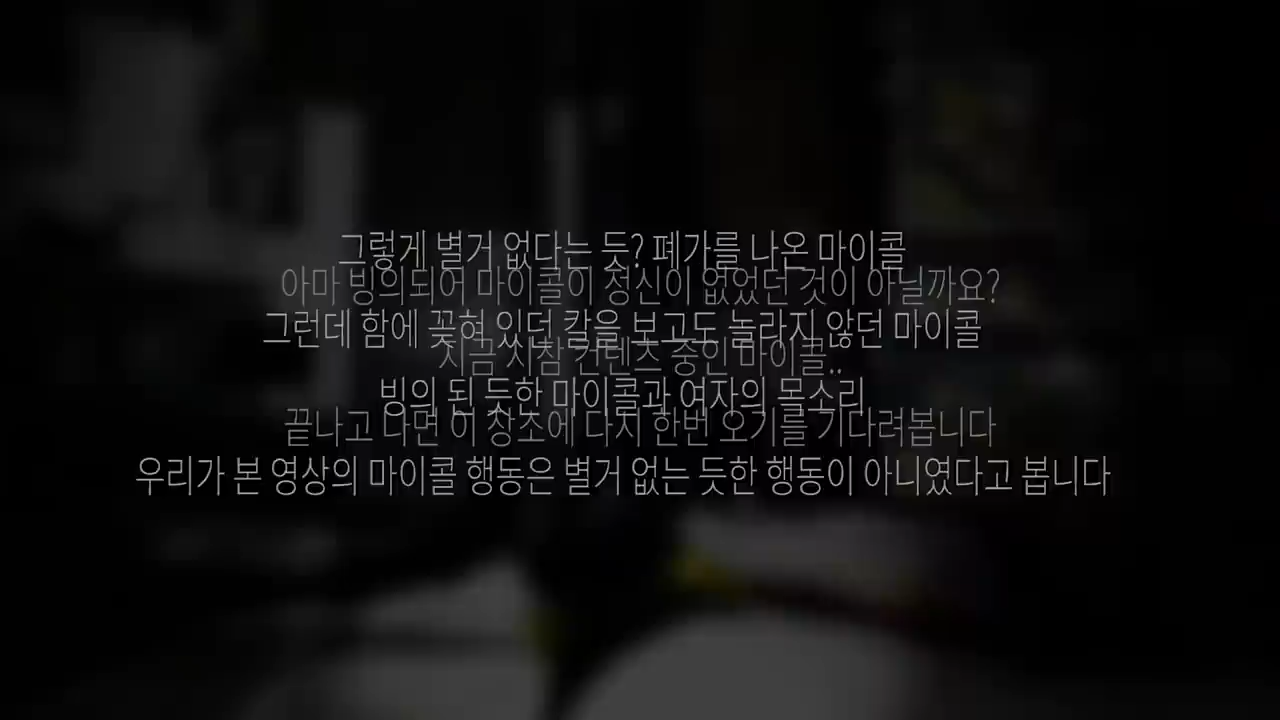 그렇게 별거 없다는 듯? 폐가를 나온 마이콜
아마 빙의되어 마이콜이 정신이 없었던 것이 아닐까요?
그런데 함에 꽂혀 있던 칼을 보고도 놀라지 않던 마이콜
지금 시참 컨텐츠 중인 마이콜..
빙의 된 듯한 마이콜과 여자의 목소리
끝나고 다면 이 장소에 다시 한번 오기를 기다려봅니다
우리가 본 영상의 마이콜 행동은 별거 없는 듯한 행동이 아니였다고 봅니다